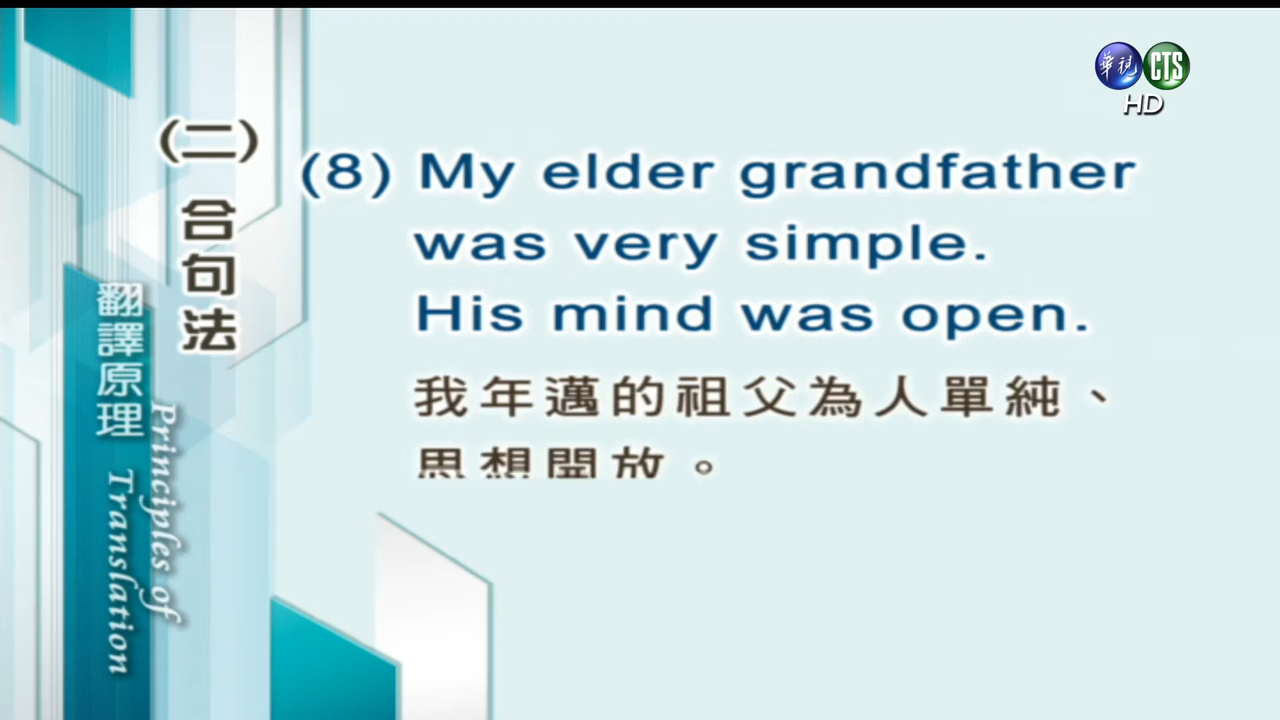 華視 CTS
HD
(二) 合句法
翻譯原理
Principles of
Translation
(8) My elder grandfather
was very simple.
His mind was open.
我年邁的祖父為人單純、
思想開放。